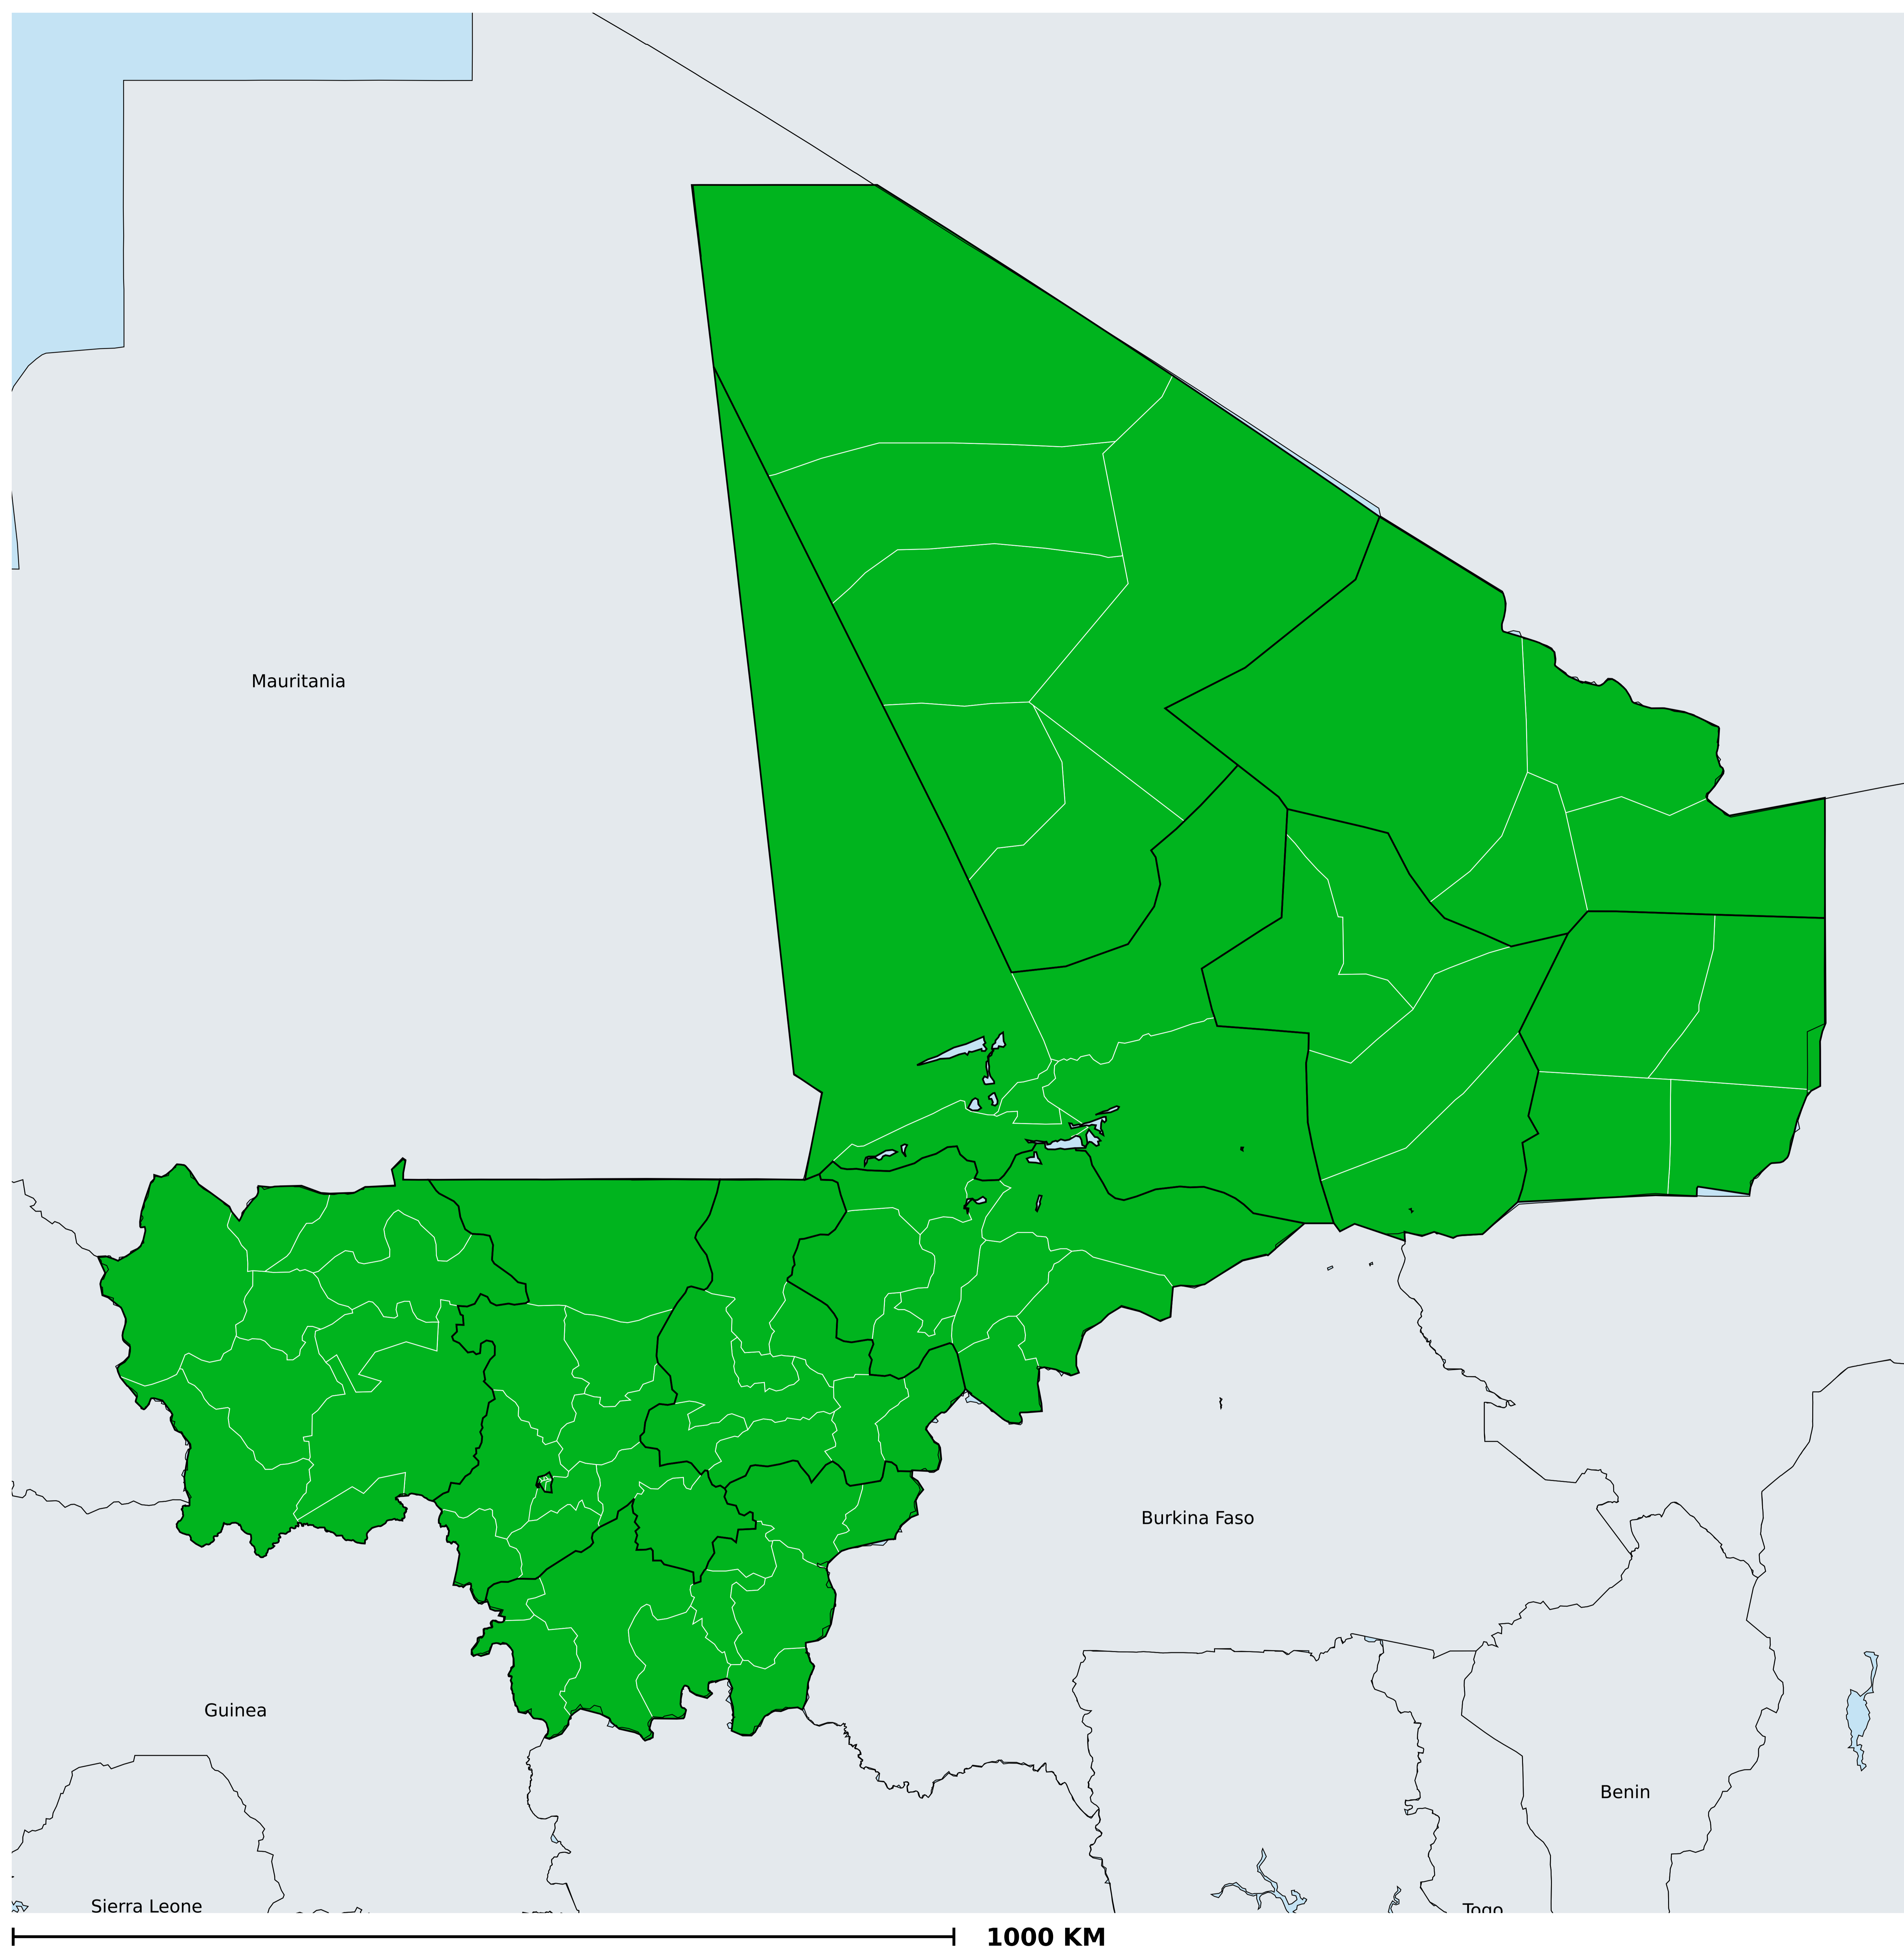 Mauritania
Burkina Faso
Guinea
Benin
Sierra Leone
Togo
1000 KM